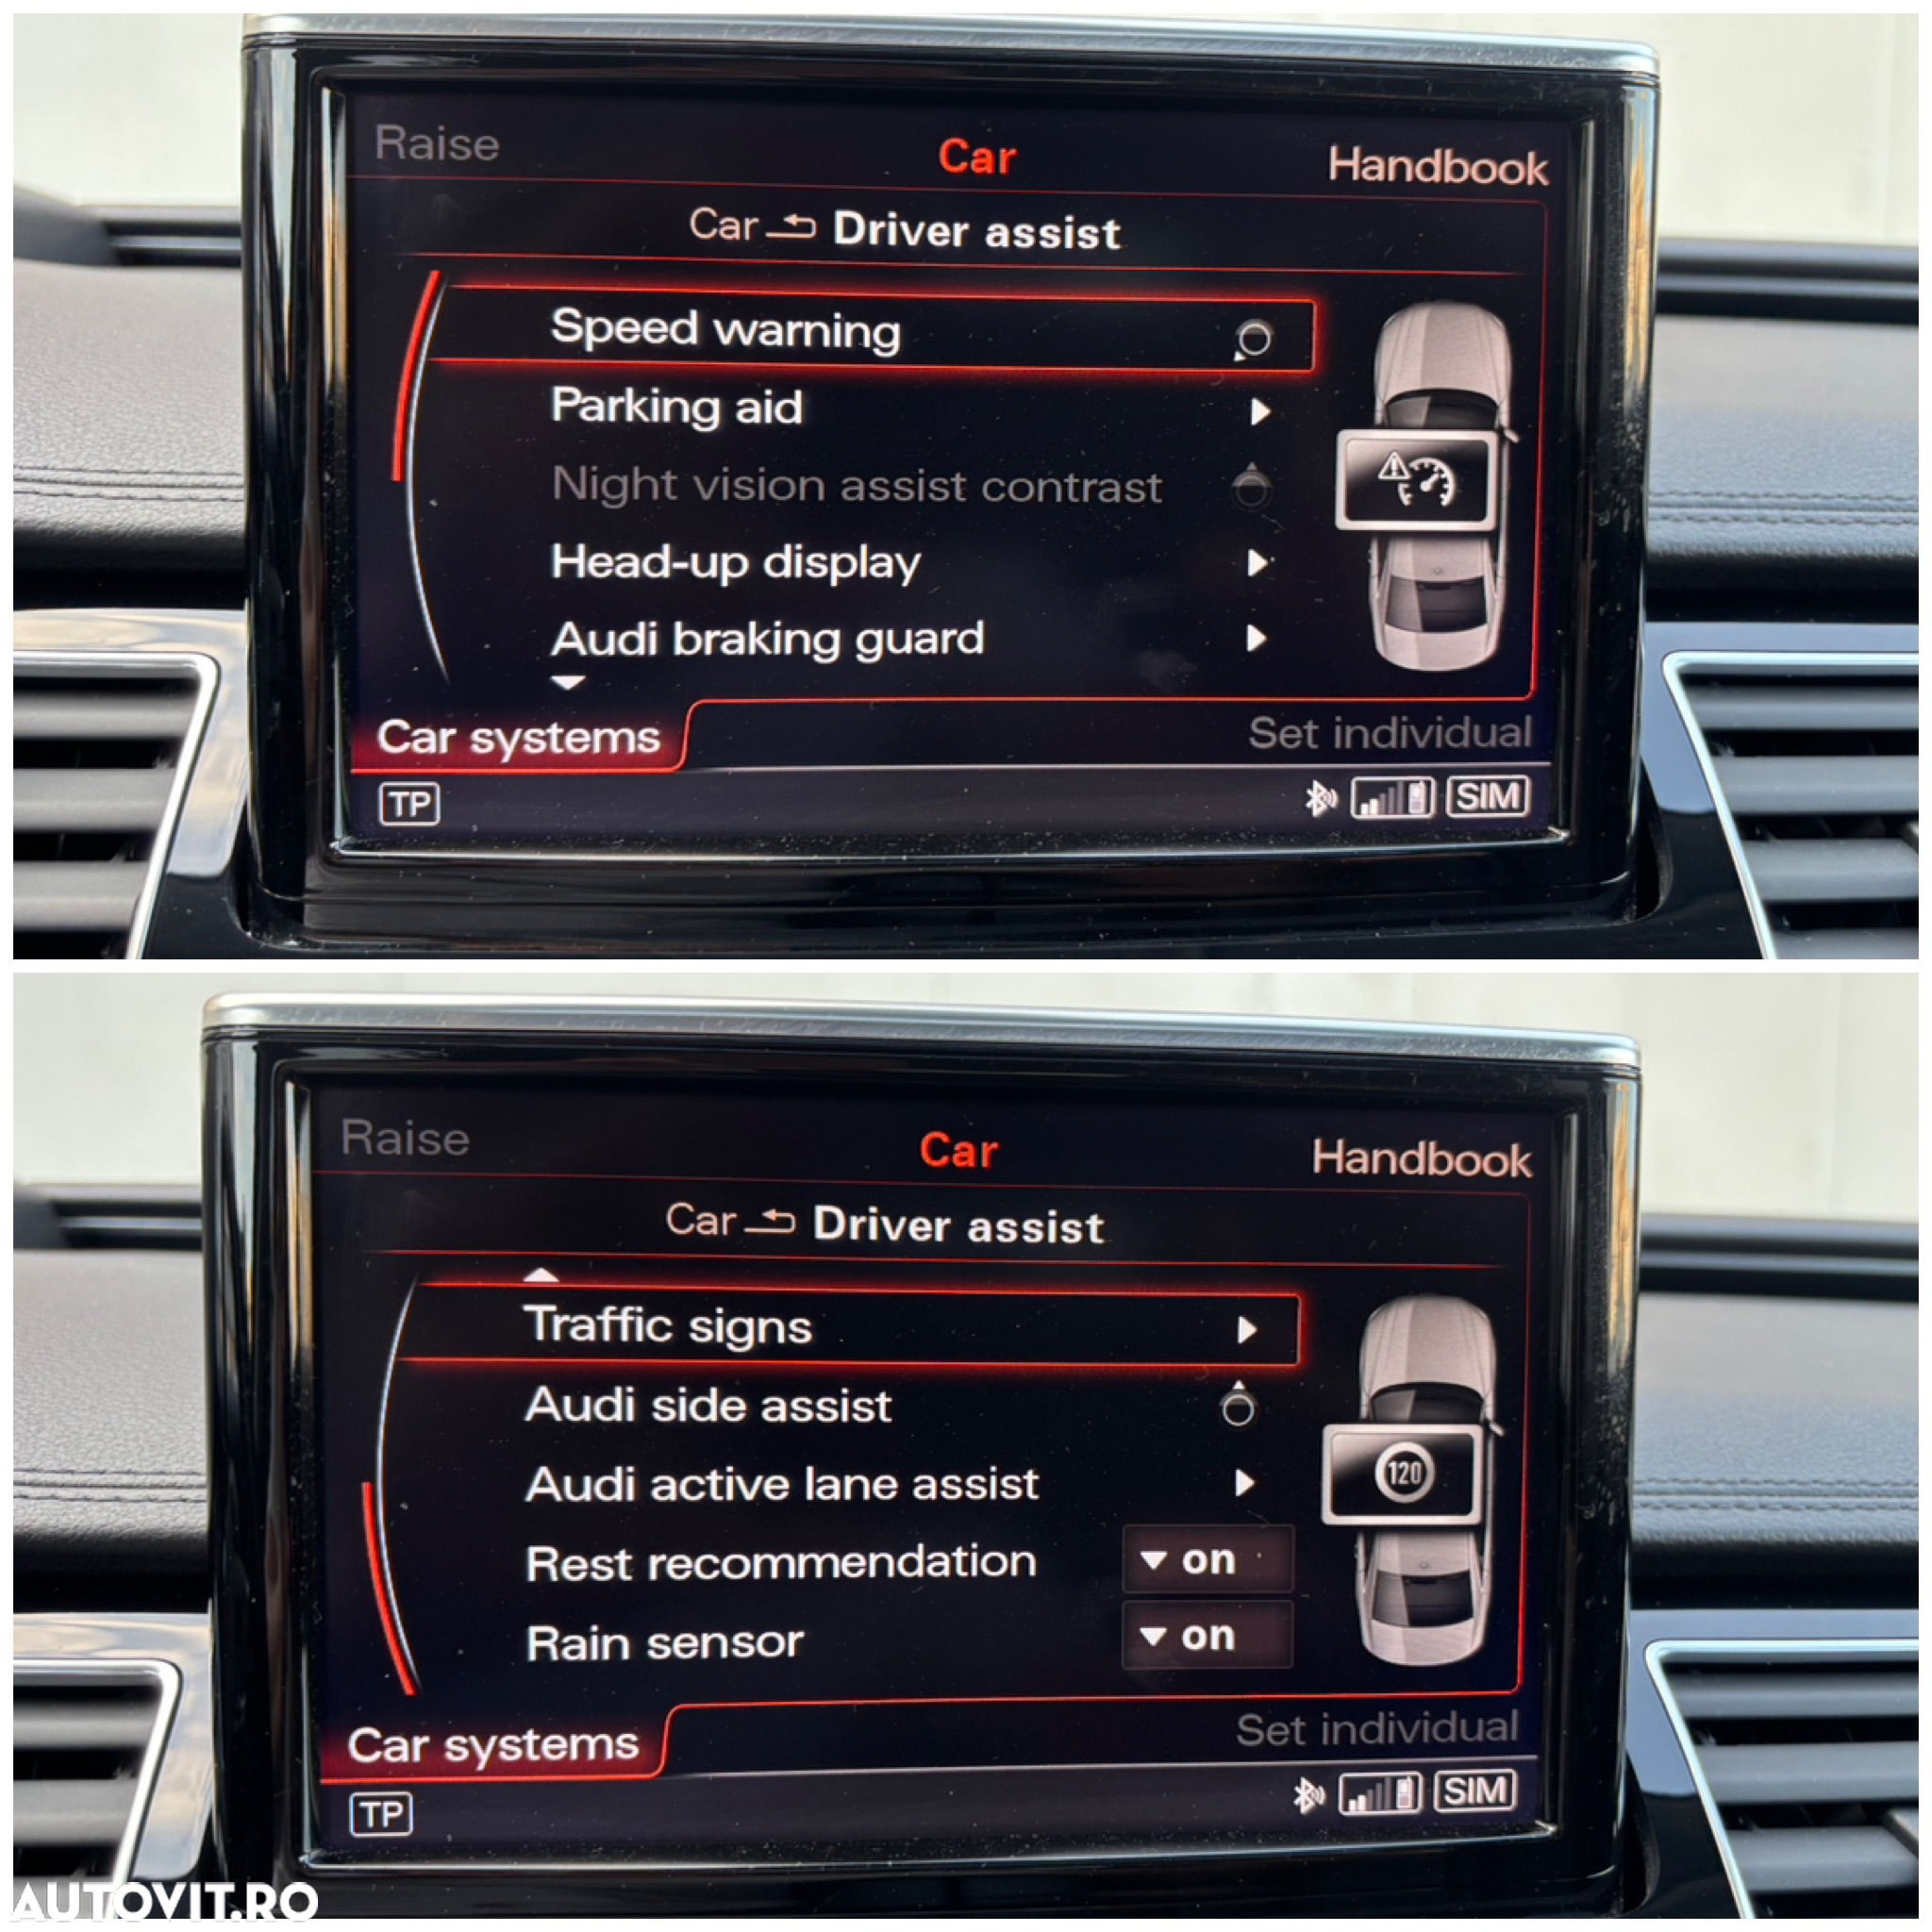 Raise Car Handbook
Car Driver assist
Speed warning
Parking aid
Night vision assist contrast
Head-up display
Audi braking guard
Car systems Set individual
TP SIM
Raise Car Handbook
Car Driver assist
Traffic signs
Audi side assist
Audi active lane assist
120
Rest recommendation on
Rain sensor on
Car systems Set individual
TP SIM
AUTOVIT.RO